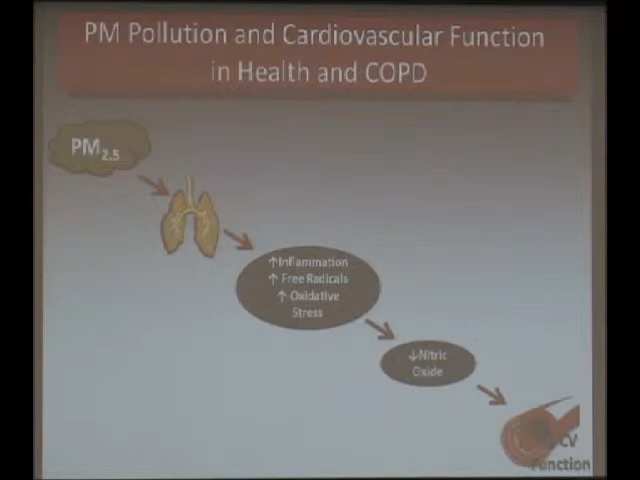 PM Pollution and Cardiovascular Function
in Health and COPD
PM2.5
↑Inflammation
↑ Free Radicals
↑ Oxidative
Stress
↓Nitric
Oxide
CV
Function